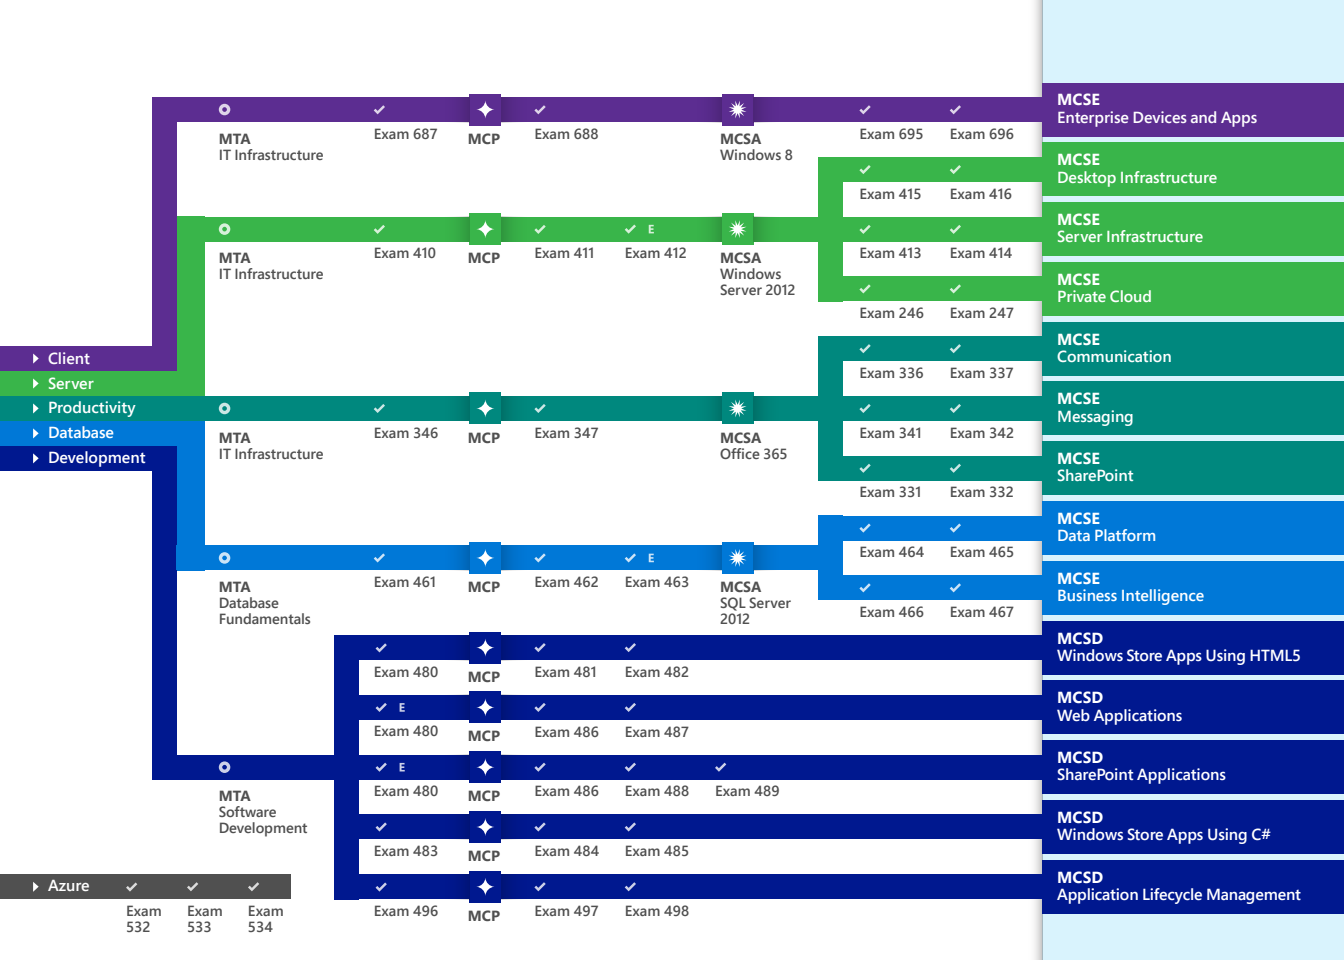 MCSE
Enterprise Devices and Apps
MTA
IT Infrastructure
Exam 687
MCP
Exam 688
MCSA
Windows 8
Exam 695
Exam 696
MCSE
Desktop Infrastructure
Exam 415
Exam 416
MCSE
Server Infrastructure
E
MTA
IT Infrastructure
Exam 410
MCP
Exam 411
Exam 412
MCSA
Windows
Server 2012
Exam 413
Exam 414
MCSE
Private Cloud
Exam 246
Exam 247
MCSE
Communication
Exam 336
Exam 337
Client
Server
Productivity
Database
Development
MCSE
Messaging
MTA
IT Infrastructure
Exam 346
MCP
Exam 347
MCSA
Office 365
Exam 341
Exam 342
MCSE
SharePoint
Exam 331
Exam 332
MCSE
Data Platform
Exam 464
Exam 465
E
MTA
Database
Fundamentals
Exam 461
MCP
Exam 462
Exam 463
MCSA
SQL Server
2012
MCSE
Business Intelligence
Exam 466
Exam 467
MCSD
Windows Store Apps Using HTML5
Exam 480
MCP
Exam 481
Exam 482
MCSD
Web Applications
E
Exam 480
MCP
Exam 486
Exam 487
MCSD
SharePoint Applications
E
MTA
Software
Development
Exam 480
MCP
Exam 486
Exam 488
Exam 489
MCSD
Windows Store Apps Using C#
Exam 483
MCP
Exam 484
Exam 485
MCSD
Application Lifecycle Management
Exam 496
MCP
Exam 497
Exam 498
Azure
Exam
532
Exam
533
Exam
534